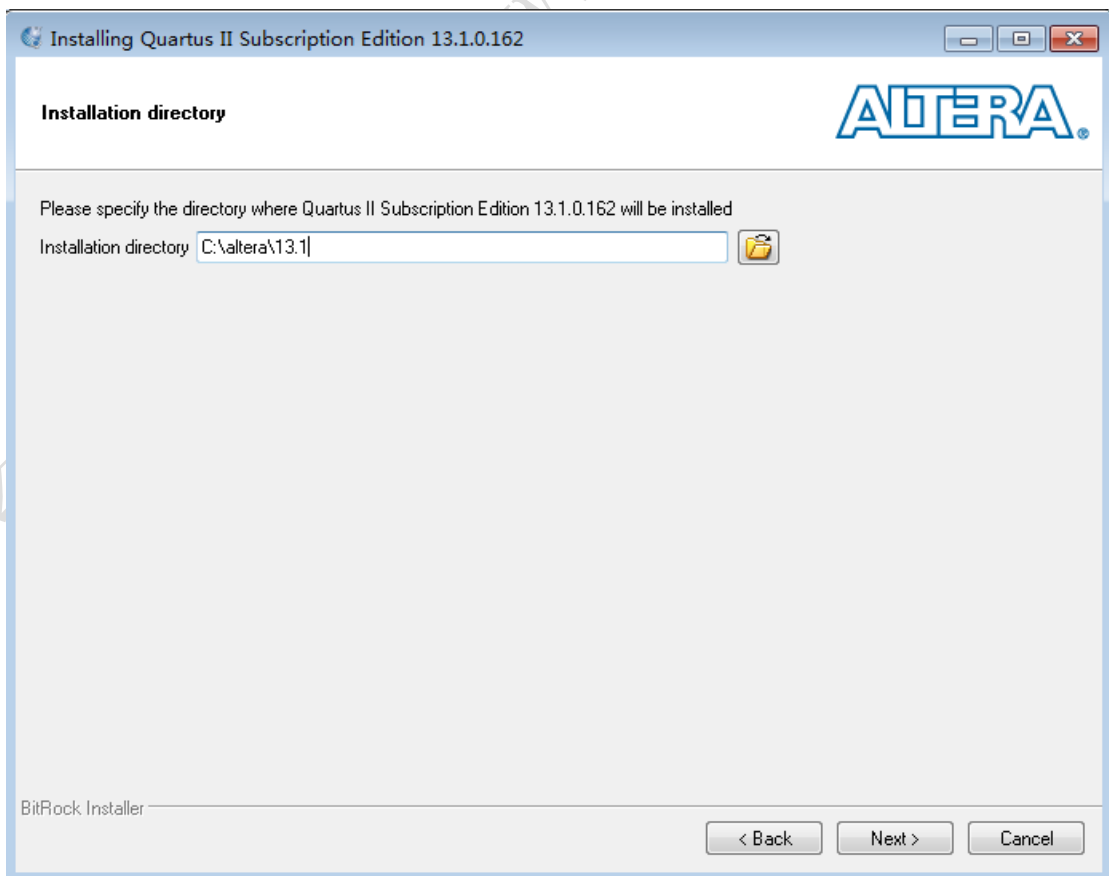 Installing Quartus II Subscription Edition 13.1.0.162
Installation directory
ALTERA®
Please specify the directory where Quartus II Subscription Edition 13.1.0.162 will be installed
Installation directory C:\altera\13.1
BitRock Installer
< Back Next > Cancel